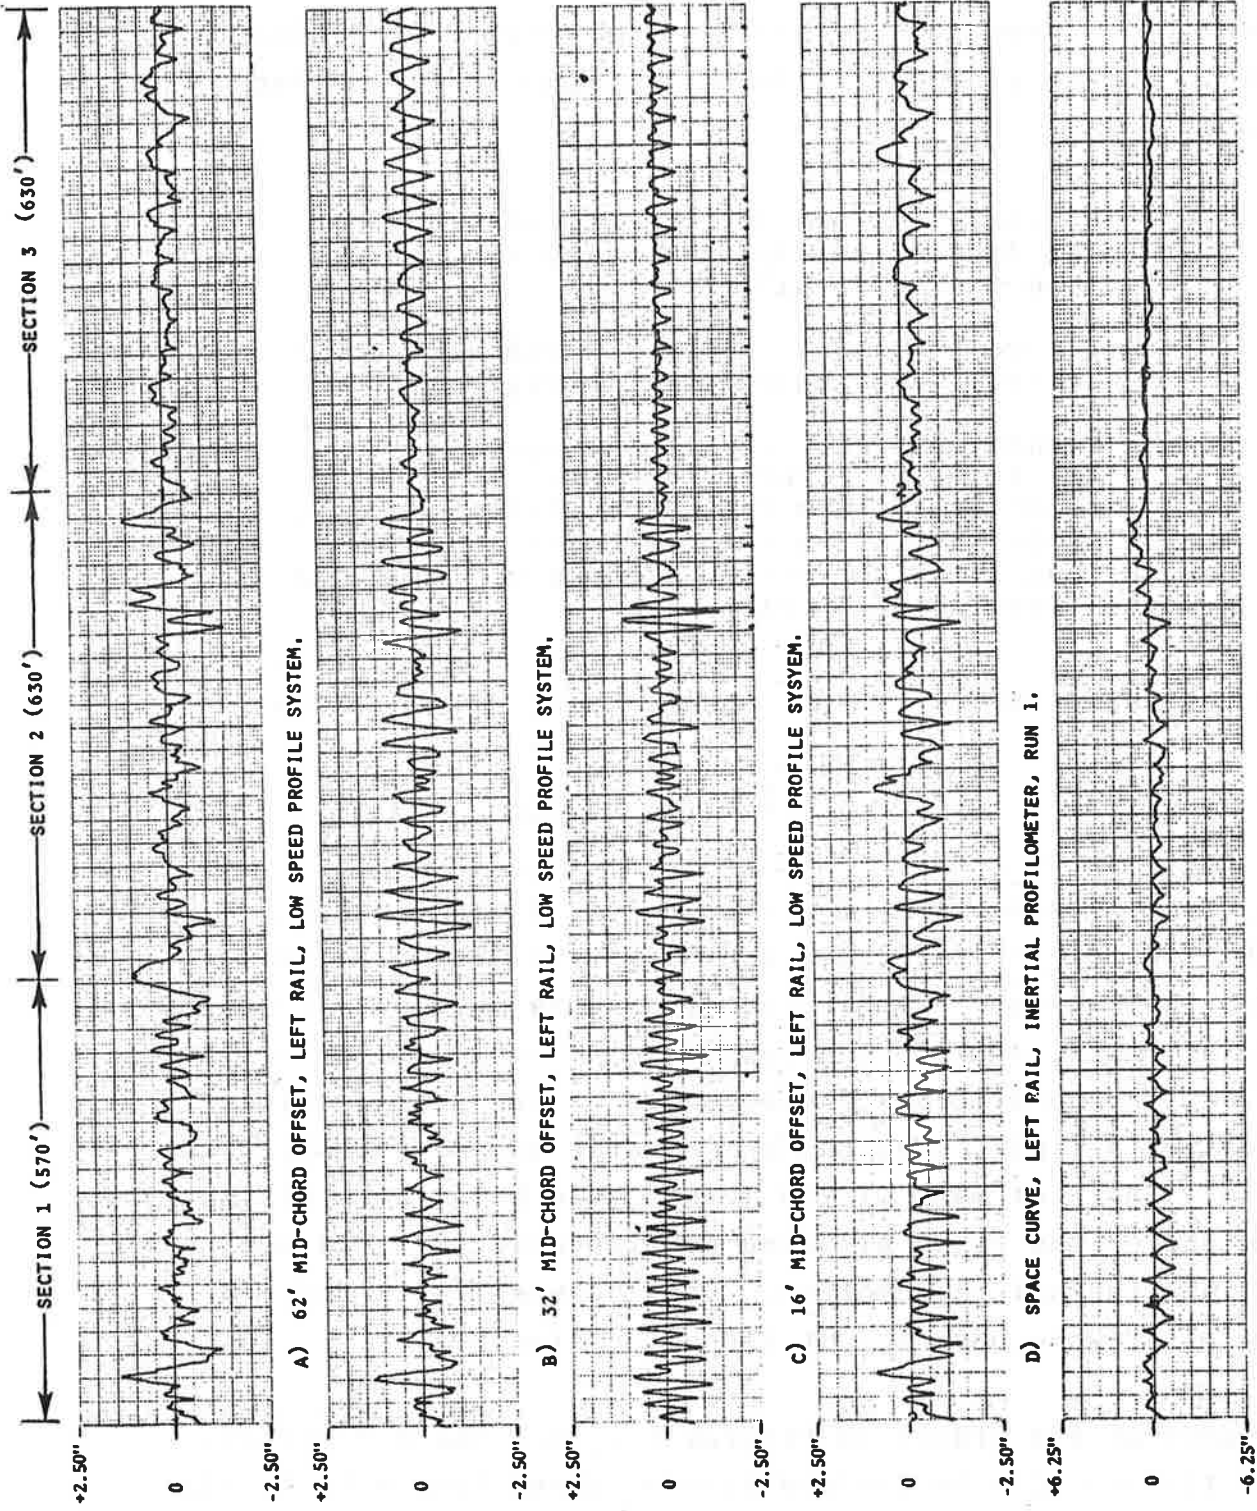 SECTION 1 (570')
SECTION 2 (630')
SECTION 3 (630')
+2.50"
0
-2.50"
A) 62' MID-CHORD OFFSET, LEFT RAIL, LOW SPEED PROFILE SYSTEM.
+2.50"
0
-2.50"
B) 32' MID-CHORD OFFSET, LEFT RAIL, LOW SPEED PROFILE SYSTEM.
+2.50"
0
-2.50"
C) 16' MID-CHORD OFFSET, LEFT RAIL, LOW SPEED PROFILE SYSYEM.
+2.50"
0
-2.50"
D) SPACE CURVE, LEFT RAIL, INERTIAL PROFILOMETER, RUN 1.
+6.25"
0
-6.25"